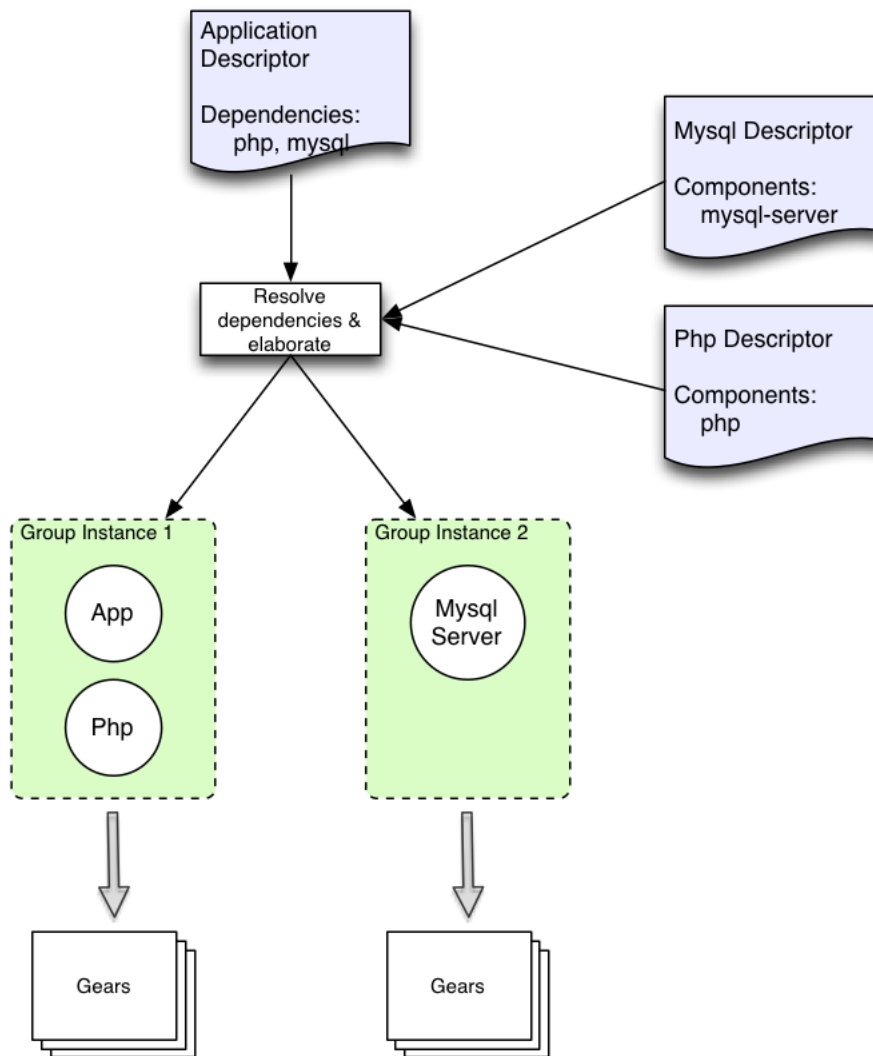 Application
Descriptor
Dependencies:
php, mysql
Mysql Descriptor
Components:
mysql-server
Resolve
dependencies &
elaborate
Php Descriptor
Components:
php
Group Instance 1
App
Php
Group Instance 2
Mysql
Server
Gears
Gears